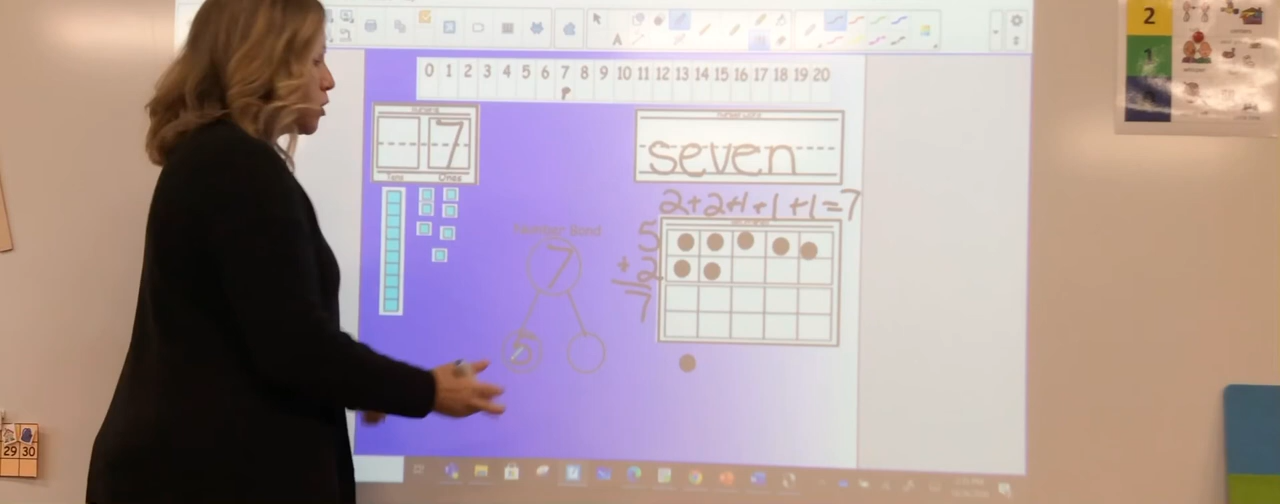 0 1 2 3 4 5 6 7 8 9 10 11 12 13 14 15 16 17 18 19 20
7
Tens Ones
seven
2+2+1+1+1=7
Number Bond
7
5
5
+2
7
2
1
29 30